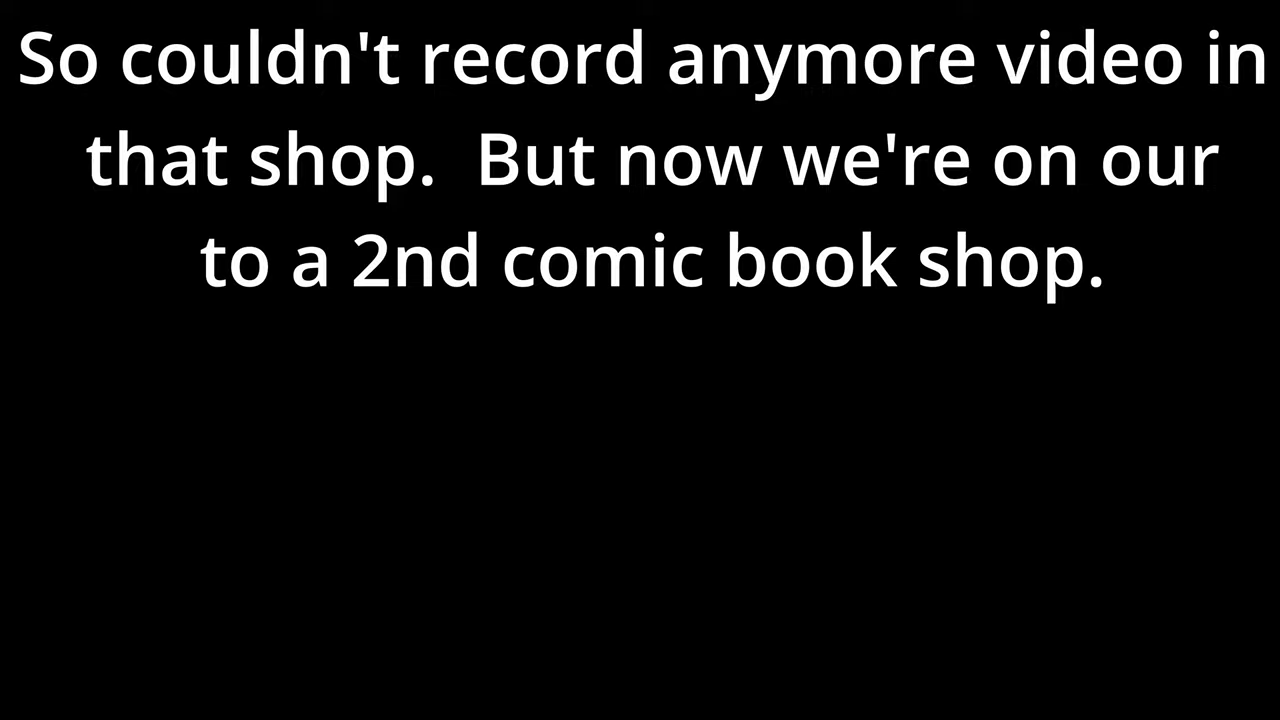 So couldn't record anymore video in
that shop.  But now we're on our
to a 2nd comic book shop.